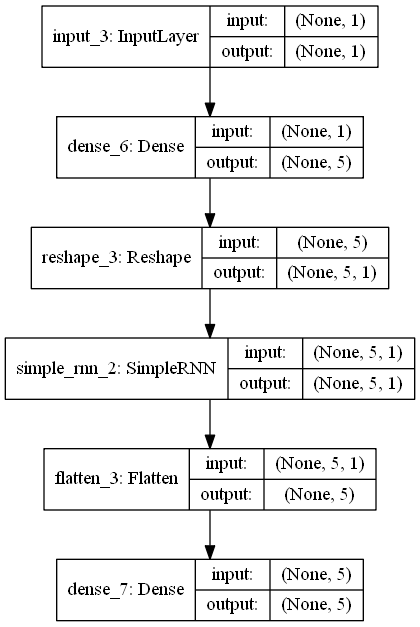 input_3: InputLayer
input: (None, 1)
output: (None, 1)
dense_6: Dense
input: (None, 1)
output: (None, 5)
reshape_3: Reshape
input: (None, 5)
output: (None, 5, 1)
simple_rnn_2: SimpleRNN
input: (None, 5, 1)
output: (None, 5, 1)
flatten_3: Flatten
input: (None, 5, 1)
output: (None, 5)
dense_7: Dense
input: (None, 5)
output: (None, 5)